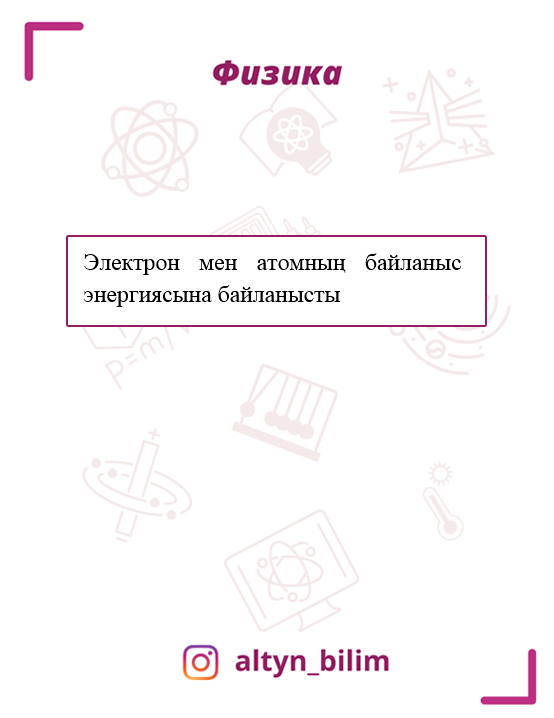 Физика
Электрон мен атомның байланыс
энергиясына байланысты
P=m/V
altyn_bilim